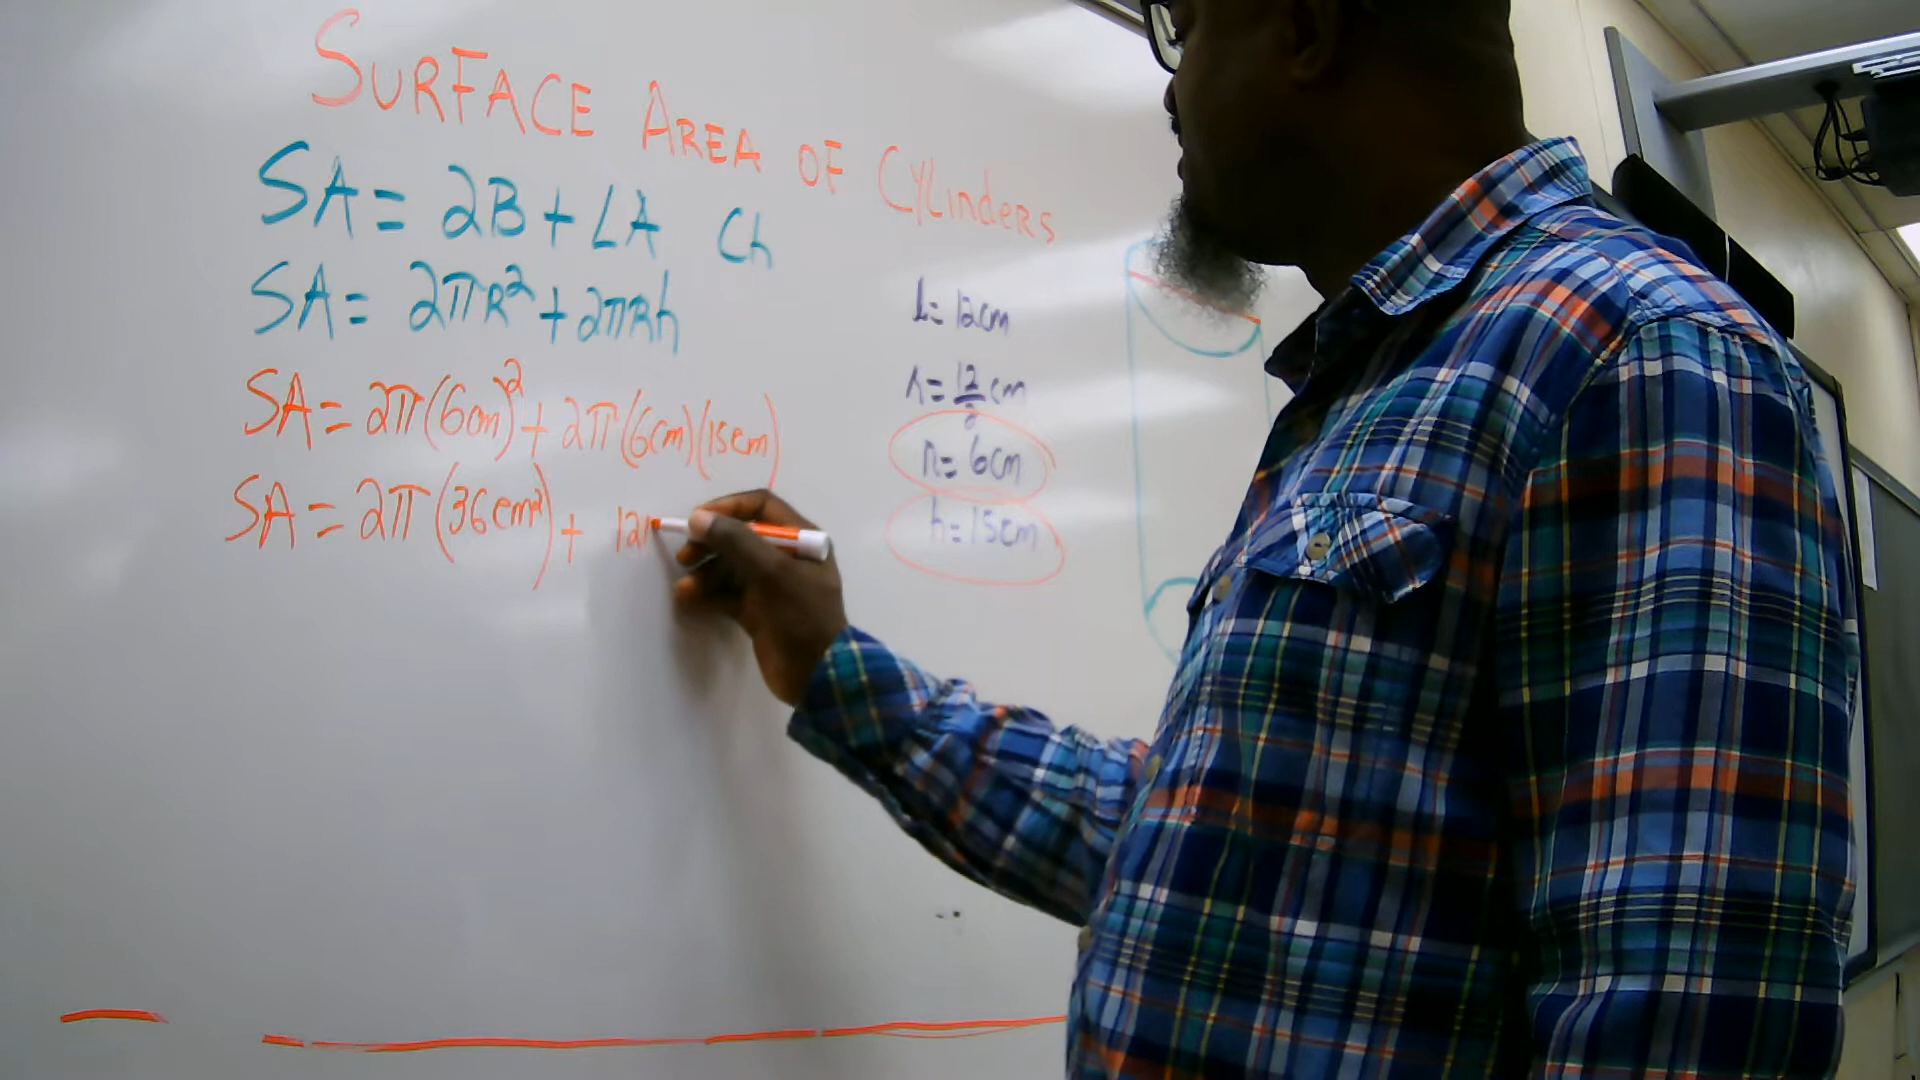 SURFACE AREA OF CYLINDERS
SA = 2B + LA Ch
SA = 2πR² + 2πRh
SA = 2π(6cm)² + 2π(6cm)(15cm)
SA = 2π(36cm²) + 12
= 12cm
r = 12/2 cm
r = 6cm
h = 15cm